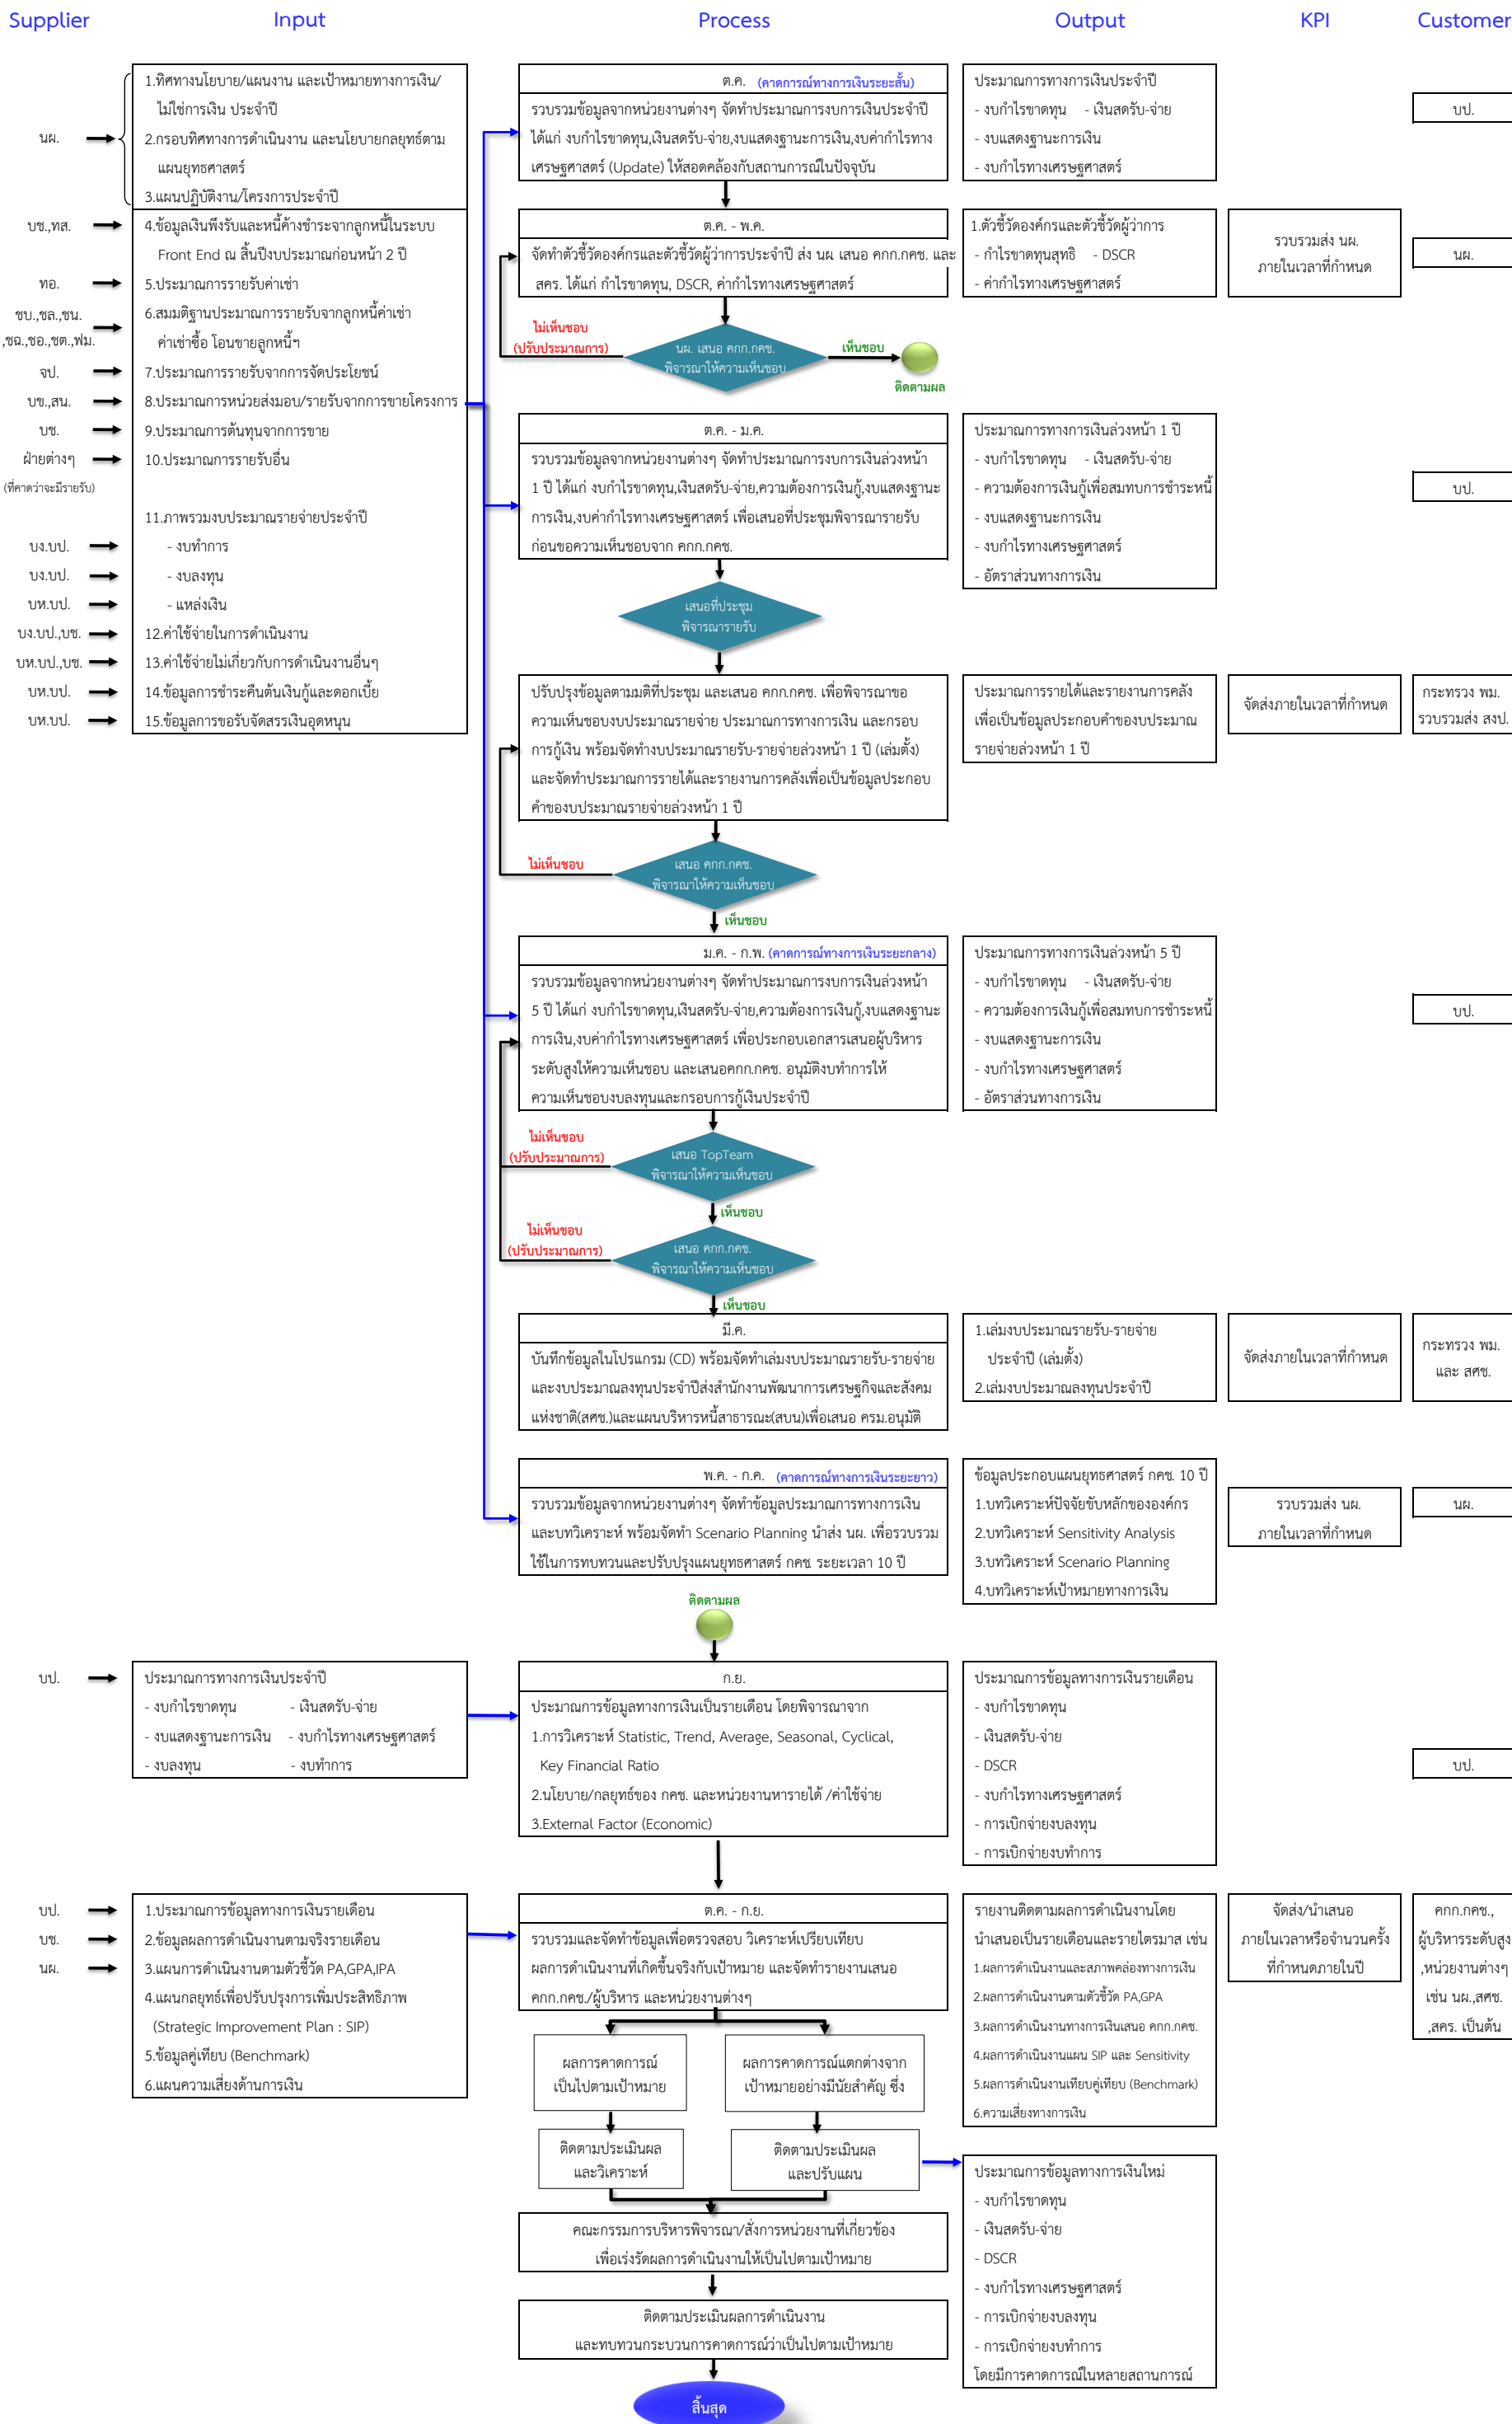 Supplier
Input
Process
Output
KPI
Customer
นผ.
1.ทิศทางนโยบาย/แผนงาน และเป้าหมายทางการเงิน/
ไม่ใช่การเงิน ประจำปี
2.กรอบทิศทางการดำเนินงาน และนโยบายกลยุทธ์ตาม
แผนยุทธศาสตร์
3.แผนปฏิบัติงาน/โครงการประจำปี
บช.,ทส.
4.ข้อมูลเงินพึงรับและหนี้ค้างชำระจากลูกหนี้ในระบบ
Front End ณ สิ้นปีงบประมาณก่อนหน้า 2 ปี
ทอ.
5.ประมาณการรายรับค่าเช่า
ชบ.,ชล.,ชน.
,ชฉ.,ชอ.,ชต.,ฟม.
6.สมมติฐานประมาณการรายรับจากลูกหนี้ค่าเช่า
ค่าเช่าซื้อ โอนขายลูกหนี้ฯ
จป.
7.ประมาณการรายรับจากการจัดประโยชน์
บข.,สน.
8.ประมาณการหน่วยส่งมอบ/รายรับจากการขายโครงการ
บช.
9.ประมาณการต้นทุนจากการขาย
ฝ่ายต่างๆ
(ที่คาดว่าจะมีรายรับ)
10.ประมาณการรายรับอื่น
11.ภาพรวมงบประมาณรายจ่ายประจำปี
บง.บป.
- งบทำการ
บง.บป.
- งบลงทุน
บห.บป.
- แหล่งเงิน
บง.บป.,บช.
12.ค่าใช้จ่ายในการดำเนินงาน
บห.บป.,บช.
13.ค่าใช้จ่ายไม่เกี่ยวกับการดำเนินงานอื่นๆ
บห.บป.
14.ข้อมูลการชำระคืนต้นเงินกู้และดอกเบี้ย
บห.บป.
15.ข้อมูลการขอรับจัดสรรเงินอุดหนุน
ต.ค. (คาดการณ์ทางการเงินระยะสั้น)
รวบรวมข้อมูลจากหน่วยงานต่างๆ จัดทำประมาณการงบการเงินประจำปี
ได้แก่ งบกำไรขาดทุน,เงินสดรับ-จ่าย,งบแสดงฐานะการเงิน,งบค่ากำไรทาง
เศรษฐศาสตร์ (Update) ให้สอดคล้องกับสถานการณ์ในปัจจุบัน
ประมาณการทางการเงินประจำปี
- งบกำไรขาดทุน - เงินสดรับ-จ่าย
- งบแสดงฐานะการเงิน
- งบกำไรทางเศรษฐศาสตร์
บป.
ต.ค. - พ.ค.
จัดทำตัวชี้วัดองค์กรและตัวชี้วัดผู้ว่าการประจำปี ส่ง นผ. เสนอ คกก.กคช. และ
สคร. ได้แก่ กำไรขาดทุน, DSCR, ค่ากำไรทางเศรษฐศาสตร์
1.ตัวชี้วัดองค์กรและตัวชี้วัดผู้ว่าการ
- กำไรขาดทุนสุทธิ - DSCR
- ค่ากำไรทางเศรษฐศาสตร์
รวบรวมส่ง นผ.
ภายในเวลาที่กำหนด
นผ.
ไม่เห็นชอบ
(ปรับประมาณการ)
นผ. เสนอ คกก.กคช.
พิจารณาให้ความเห็นชอบ
เห็นชอบ
ติดตามผล
ต.ค. - ม.ค.
รวบรวมข้อมูลจากหน่วยงานต่างๆ จัดทำประมาณการงบการเงินล่วงหน้า
1 ปี ได้แก่ งบกำไรขาดทุน,เงินสดรับ-จ่าย,ความต้องการเงินกู้,งบแสดงฐานะ
การเงิน,งบค่ากำไรทางเศรษฐศาสตร์ เพื่อเสนอที่ประชุมพิจารณารายรับ
ก่อนขอความเห็นชอบจาก คกก.กคช.
ประมาณการทางการเงินล่วงหน้า 1 ปี
- งบกำไรขาดทุน - เงินสดรับ-จ่าย
- ความต้องการเงินกู้เพื่อสมทบการชำระหนี้
- งบแสดงฐานะการเงิน
- งบกำไรทางเศรษฐศาสตร์
- อัตราส่วนทางการเงิน
บป.
เสนอที่ประชุม
พิจารณารายรับ
ปรับปรุงข้อมูลตามมติที่ประชุม และเสนอ คกก.กคช. เพื่อพิจารณาขอ
ความเห็นชอบงบประมาณรายจ่าย ประมาณการทางการเงิน และกรอบ
การกู้เงิน พร้อมจัดทำงบประมาณรายรับ-รายจ่ายล่วงหน้า 1 ปี (เล่มตั้ง)
และจัดทำประมาณการรายได้และรายงานการคลังเพื่อเป็นข้อมูลประกอบ
คำของบประมาณรายจ่ายล่วงหน้า 1 ปี
ประมาณการรายได้และรายงานการคลัง
เพื่อเป็นข้อมูลประกอบคำของบประมาณ
รายจ่ายล่วงหน้า 1 ปี
จัดส่งภายในเวลาที่กำหนด
กระทรวง พม.
รวบรวมส่ง สงป.
ไม่เห็นชอบ
เสนอ คกก.กคช.
พิจารณาให้ความเห็นชอบ
เห็นชอบ
ม.ค. - ก.พ. (คาดการณ์ทางการเงินระยะกลาง)
รวบรวมข้อมูลจากหน่วยงานต่างๆ จัดทำประมาณการงบการเงินล่วงหน้า
5 ปี ได้แก่ งบกำไรขาดทุน,เงินสดรับ-จ่าย,ความต้องการเงินกู้,งบแสดงฐานะ
การเงิน,งบค่ากำไรทางเศรษฐศาสตร์ เพื่อประกอบเอกสารเสนอผู้บริหาร
ระดับสูงให้ความเห็นชอบ และเสนอคกก.กคช. อนุมัติงบทำการให้
ความเห็นชอบงบลงทุนและกรอบการกู้เงินประจำปี
ประมาณการทางการเงินล่วงหน้า 5 ปี
- งบกำไรขาดทุน - เงินสดรับ-จ่าย
- ความต้องการเงินกู้เพื่อสมทบการชำระหนี้
- งบแสดงฐานะการเงิน
- งบกำไรทางเศรษฐศาสตร์
- อัตราส่วนทางการเงิน
บป.
ไม่เห็นชอบ
(ปรับประมาณการ)
เสนอ TopTeam
พิจารณาให้ความเห็นชอบ
เห็นชอบ
ไม่เห็นชอบ
(ปรับประมาณการ)
เสนอ คกก.กคช.
พิจารณาให้ความเห็นชอบ
เห็นชอบ
มี.ค.
บันทึกข้อมูลในโปรแกรม (CD) พร้อมจัดทำเล่มงบประมาณรายรับ-รายจ่าย
และงบประมาณลงทุนประจำปีส่งสำนักงานพัฒนาการเศรษฐกิจและสังคม
แห่งชาติ(สศช.)และแผนบริหารหนี้สาธารณะ(สบน)เพื่อเสนอ ครม.อนุมัติ
1.เล่มงบประมาณรายรับ-รายจ่าย
ประจำปี (เล่มตั้ง)
2.เล่มงบประมาณลงทุนประจำปี
จัดส่งภายในเวลาที่กำหนด
กระทรวง พม.
และ สศช.
พ.ค. - ก.ค. (คาดการณ์ทางการเงินระยะยาว)
รวบรวมข้อมูลจากหน่วยงานต่างๆ จัดทำข้อมูลประมาณการทางการเงิน
และบทวิเคราะห์ พร้อมจัดทำ Scenario Planning นำส่ง นผ. เพื่อรวบรวม
ใช้ในการทบทวนและปรับปรุงแผนยุทธศาสตร์ กคช. ระยะเวลา 10 ปี
ข้อมูลประกอบแผนยุทธศาสตร์ กคช. 10 ปี
1.บทวิเคราะห์ปัจจัยขับหลักขององค์กร
2.บทวิเคราะห์ Sensitivity Analysis
3.บทวิเคราะห์ Scenario Planning
4.บทวิเคราะห์เป้าหมายทางการเงิน
รวบรวมส่ง นผ.
ภายในเวลาที่กำหนด
นผ.
ติดตามผล
บป.
ประมาณการทางการเงินประจำปี
- งบกำไรขาดทุน - เงินสดรับ-จ่าย
- งบแสดงฐานะการเงิน - งบกำไรทางเศรษฐศาสตร์
- งบลงทุน - งบทำการ
ก.ย.
ประมาณการข้อมูลทางการเงินเป็นรายเดือน โดยพิจารณาจาก
1.การวิเคราะห์ Statistic, Trend, Average, Seasonal, Cyclical,
Key Financial Ratio
2.นโยบาย/กลยุทธ์ของ กคช. และหน่วยงานหารายได้ /ค่าใช้จ่าย
3.External Factor (Economic)
ประมาณการข้อมูลทางการเงินรายเดือน
- งบกำไรขาดทุน
- เงินสดรับ-จ่าย
- DSCR
- งบกำไรทางเศรษฐศาสตร์
- การเบิกจ่ายงบลงทุน
- การเบิกจ่ายงบทำการ
บป.
บป.
1.ประมาณการข้อมูลทางการเงินรายเดือน
บช.
2.ข้อมูลผลการดำเนินงานตามจริงรายเดือน
นผ.
3.แผนการดำเนินงานตามตัวชี้วัด PA,GPA,IPA
4.แผนกลยุทธ์เพื่อปรับปรุงการเพิ่มประสิทธิภาพ
(Strategic Improvement Plan : SIP)
5.ข้อมูลคู่เทียบ (Benchmark)
6.แผนความเสี่ยงด้านการเงิน
ต.ค. - ก.ย.
รวบรวมและจัดทำข้อมูลเพื่อตรวจสอบ วิเคราะห์เปรียบเทียบ
ผลการดำเนินงานที่เกิดขึ้นจริงกับเป้าหมาย และจัดทำรายงานเสนอ
คกก.กคช./ผู้บริหาร และหน่วยงานต่างๆ
รายงานติดตามผลการดำเนินงานโดย
นำเสนอเป็นรายเดือนและรายไตรมาส เช่น
1.ผลการดำเนินงานและสภาพคล่องทางการเงิน
2.ผลการดำเนินงานตามตัวชี้วัด PA,GPA
3.ผลการดำเนินงานทางการเงินเสนอ คกก.กคช.
4.ผลการดำเนินงานแผน SIP และ Sensitivity
5.ผลการดำเนินงานเทียบคู่เทียบ (Benchmark)
6.ความเสี่ยงทางการเงิน
จัดส่ง/นำเสนอ
ภายในเวลาหรือจำนวนครั้ง
ที่กำหนดภายในปี
คกก.กคช.,
ผู้บริหารระดับสูง
,หน่วยงานต่างๆ
เช่น นผ.,สศช.
,สคร. เป็นต้น
ผลการคาดการณ์
เป็นไปตามเป้าหมาย
ผลการคาดการณ์แตกต่างจาก
เป้าหมายอย่างมีนัยสำคัญ ซึ่ง
ติดตามประเมินผล
และวิเคราะห์
ติดตามประเมินผล
และปรับแผน
ประมาณการข้อมูลทางการเงินใหม่
- งบกำไรขาดทุน
- เงินสดรับ-จ่าย
- DSCR
- งบกำไรทางเศรษฐศาสตร์
- การเบิกจ่ายงบลงทุน
- การเบิกจ่ายงบทำการ
โดยมีการคาดการณ์ในหลายสถานการณ์
คณะกรรมการบริหารพิจารณา/สั่งการหน่วยงานที่เกี่ยวข้อง
เพื่อเร่งรัดผลการดำเนินงานให้เป็นไปตามเป้าหมาย
ติดตามประเมินผลการดำเนินงาน
และทบทวนกระบวนการคาดการณ์ว่าเป็นไปตามเป้าหมาย
สิ้นสุด